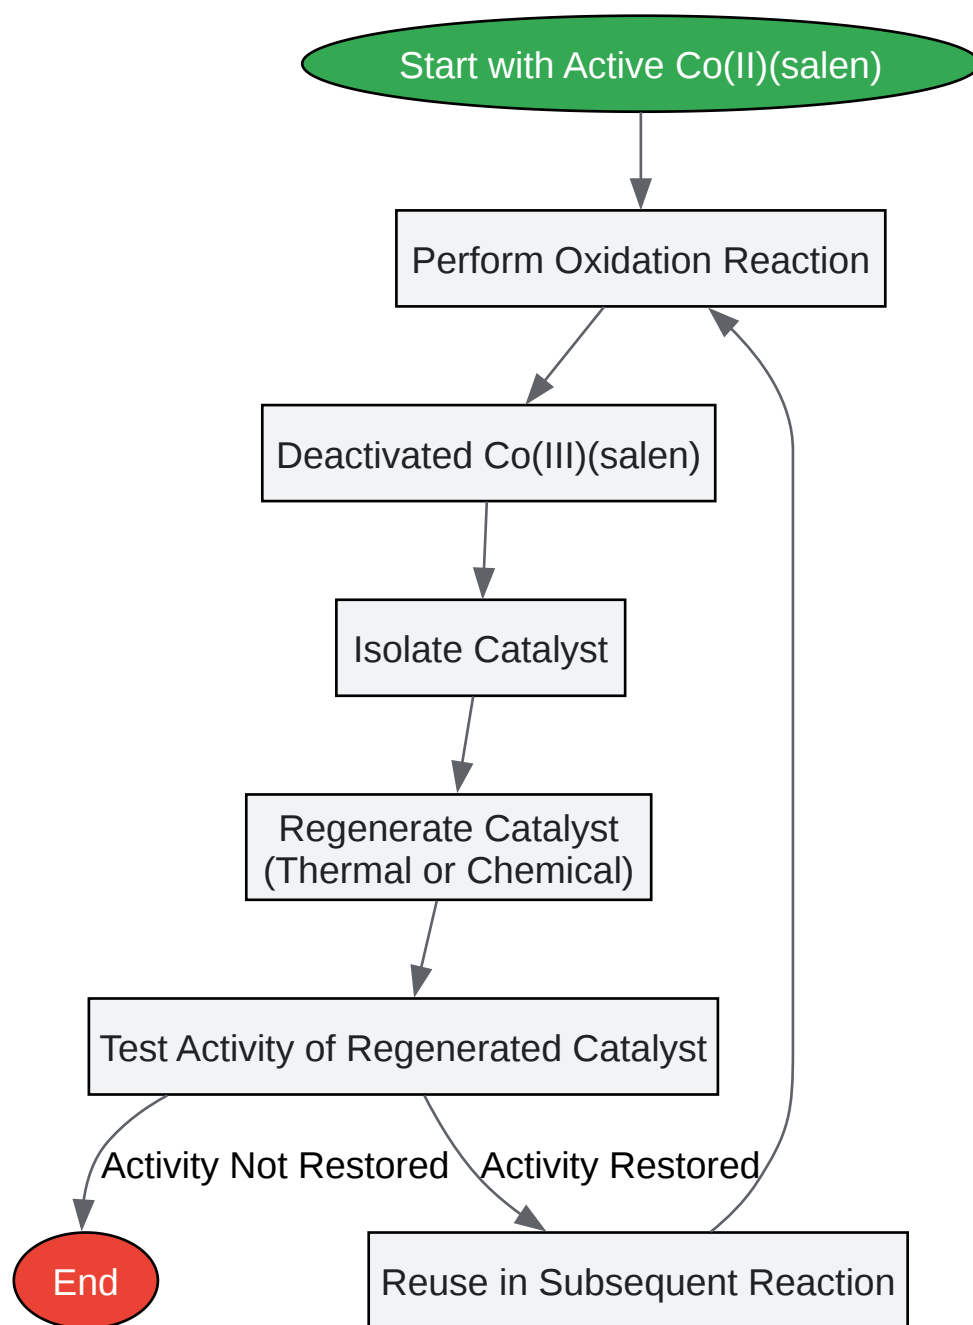 Start with Active Co(II)(salen)
Perform Oxidation Reaction
Deactivated Co(III)(salen)
Isolate Catalyst
Regenerate Catalyst
(Thermal or Chemical)
Test Activity of Regenerated Catalyst
Activity Not Restored
Activity Restored
End
Reuse in Subsequent Reaction